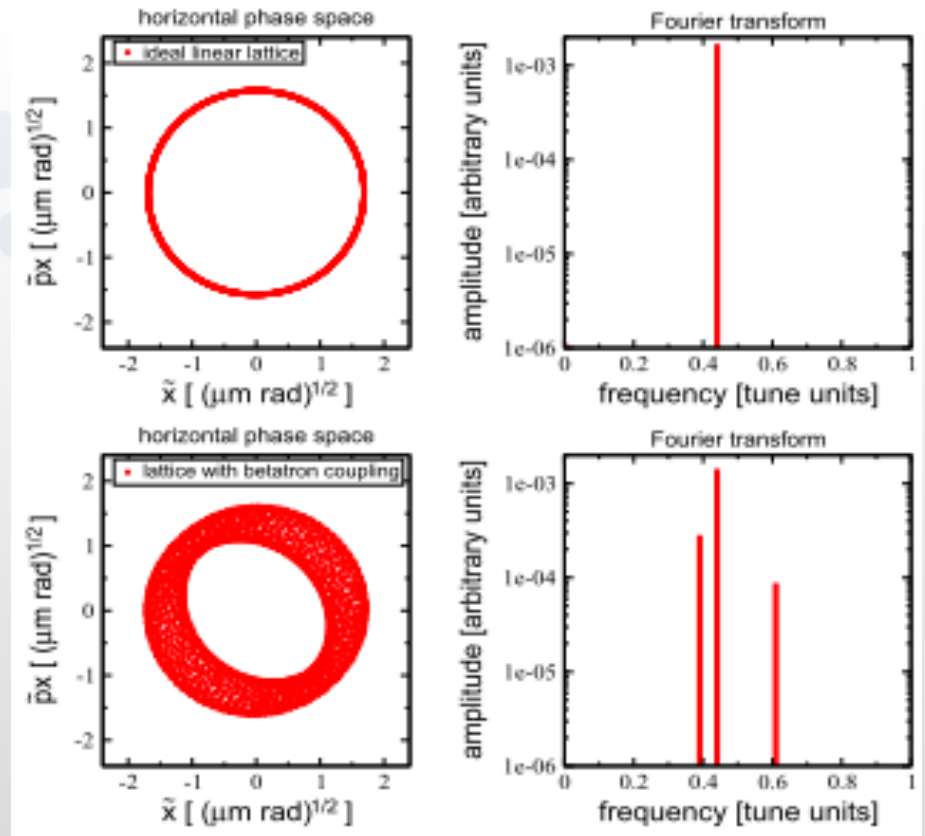 horizontal phase space
ideal linear lattice
2
1
0
-1
-2
p̃x [ (μm rad)^1/2 ]
-2 -1 0 1 2
x̃ [ (μm rad)^1/2 ]
Fourier transform
1e-03
1e-04
1e-05
1e-06
amplitude [arbitrary units]
0 0.2 0.4 0.6 0.8 1
frequency [tune units]
horizontal phase space
lattice with betatron coupling
2
1
0
-1
-2
p̃x [ (μm rad)^1/2 ]
-2 -1 0 1 2
x̃ [ (μm rad)^1/2 ]
Fourier transform
1e-03
1e-04
1e-05
1e-06
amplitude [arbitrary units]
0 0.2 0.4 0.6 0.8 1
frequency [tune units]